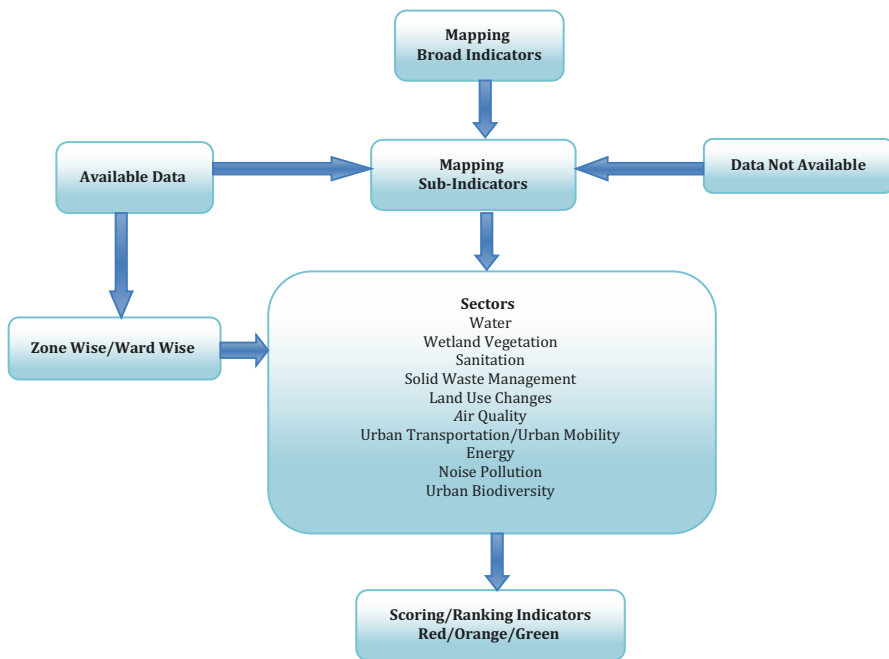 Mapping
Broad Indicators
Available Data
Mapping
Sub-Indicators
Data Not Available
Zone Wise/Ward Wise
Sectors
Water
Wetland Vegetation
Sanitation
Solid Waste Management
Land Use Changes
Air Quality
Urban Transportation/Urban Mobility
Energy
Noise Pollution
Urban Biodiversity
Scoring/Ranking Indicators
Red/Orange/Green